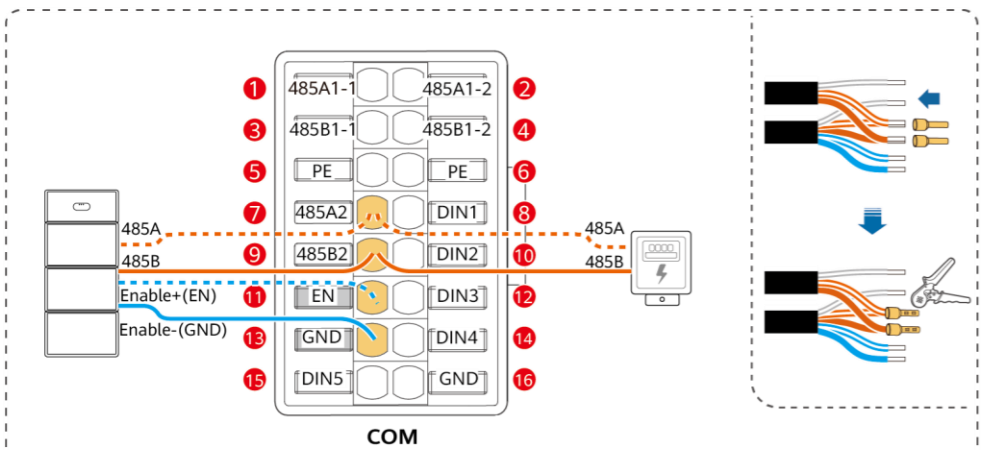 1 485A1-1 485A1-2 2
3 485B1-1 485B1-2 4
5 PE PE 6
7 485A2 DIN1 8
485A 485A
9 485B2 DIN2 10
485B 485B
11 EN DIN3 12
Enable+(EN)
13 GND DIN4 14
Enable-(GND)
15 DIN5 GND 16
COM